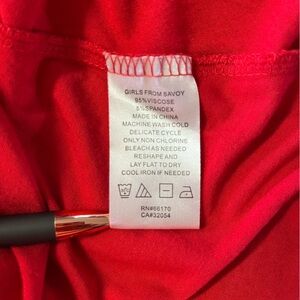 GIRLS FROM SAVOY
95%VISCOSE
5%SPANDEX
MADE IN CHINA
MACHINE WASH COLD
DELICATE CYCLE
ONLY NON CHLORINE
BLEACH AS NEEDED
RESHAPE AND
LAY FLAT TO DRY
COOL IRON IF NEEDED
RN#66170
CA#32054